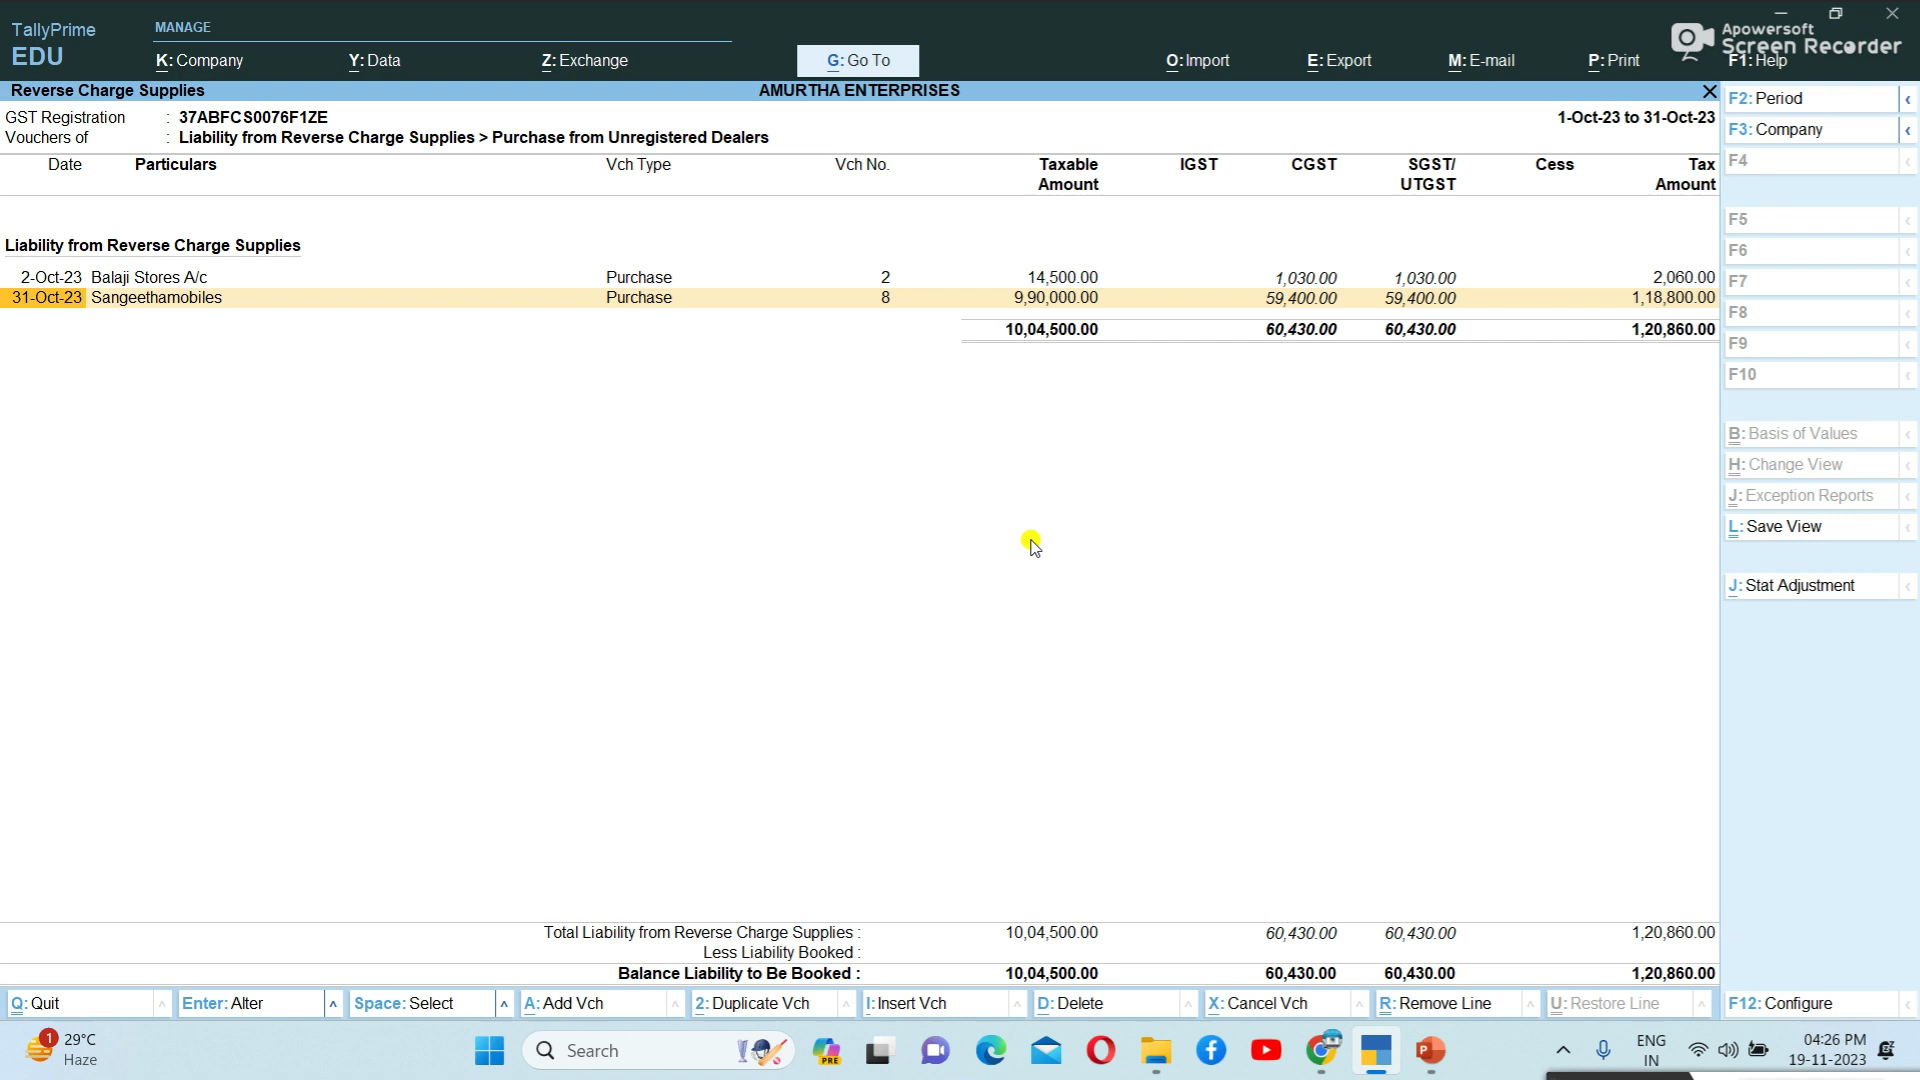 TallyPrime
EDU
MANAGE
K: Company
Y: Data
Z: Exchange
G: Go To
O: Import
E: Export
M: E-mail
P: Print
F1: Help
Apowersoft
Screen Recorder
Reverse Charge Supplies
AMURTHA ENTERPRISES
GST Registration : 37ABFCS0076F1ZE
1-Oct-23 to 31-Oct-23
Vouchers of : Liability from Reverse Charge Supplies > Purchase from Unregistered Dealers
Date Particulars Vch Type Vch No. Taxable IGST CGST SGST/ Cess Tax
Amount UTGST Amount
Liability from Reverse Charge Supplies
2-Oct-23 Balaji Stores A/c Purchase 2 14,500.00 1,030.00 1,030.00 2,060.00
31-Oct-23 Sangeethamobiles Purchase 8 9,90,000.00 59,400.00 59,400.00 1,18,800.00
10,04,500.00 60,430.00 60,430.00 1,20,860.00
Total Liability from Reverse Charge Supplies : 10,04,500.00 60,430.00 60,430.00 1,20,860.00
Less Liability Booked :
Balance Liability to Be Booked : 10,04,500.00 60,430.00 60,430.00 1,20,860.00
F2: Period
F3: Company
F4
F5
F6
F7
F8
F9
F10
B: Basis of Values
H: Change View
J: Exception Reports
L: Save View
J: Stat Adjustment
F12: Configure
Q: Quit
Enter: Alter
Space: Select
A: Add Vch
2: Duplicate Vch
I: Insert Vch
D: Delete
X: Cancel Vch
R: Remove Line
U: Restore Line
1
29°C
Haze
Search
PRE
ENG
IN
04:26 PM
19-11-2023